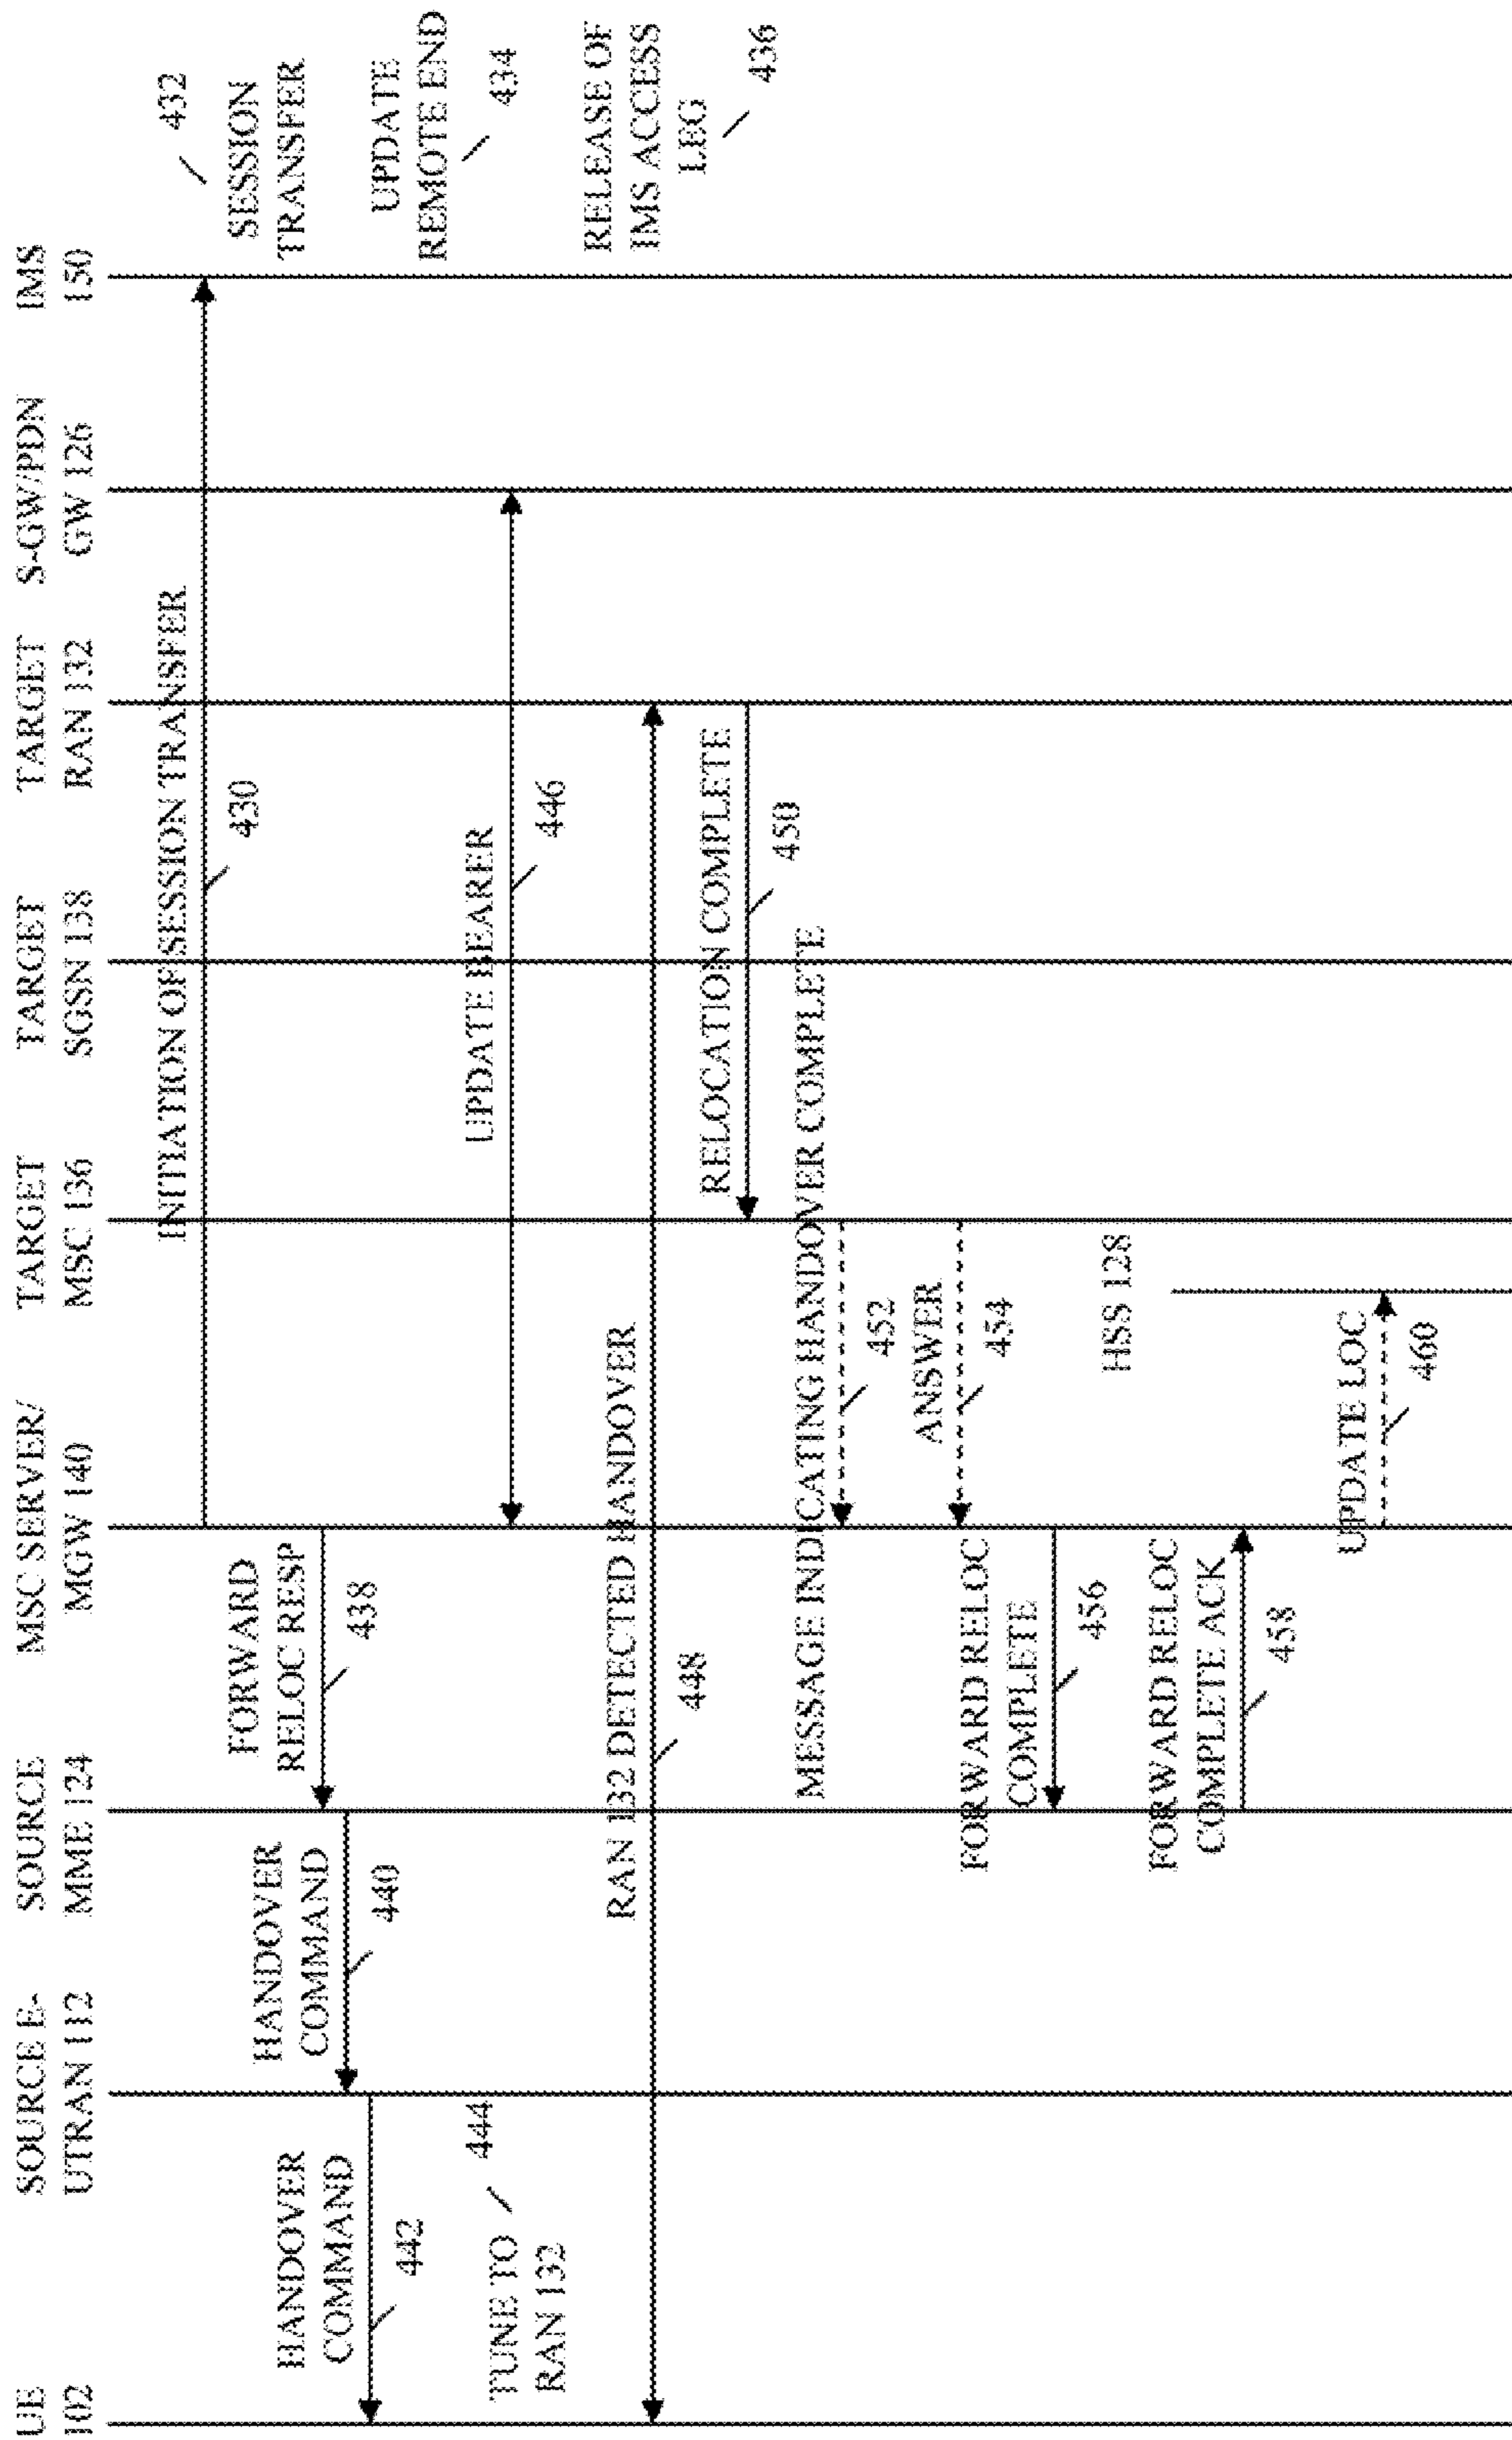 UE
102
SOURCE E-
UTRAN 112
SOURCE
MME 124
MSC SERVER/
MGW 140
TARGET
MSC 136
TARGET
SGSN 138
TARGET
RAN 132
S-GW/PDN
GW 126
IMS
150
INITIATION OF SESSION TRANSFER
430
432
SESSION
TRANSFER
FORWARD
RELOC RESP
438
HANDOVER
COMMAND
440
HANDOVER
COMMAND
442
UPDATE
REMOTE END
434
444
TUNE TO
RAN 132
UPDATE BEARER
446
RELEASE OF
IMS ACCESS
LEG
436
RAN 132 DETECTED HANDOVER
448
RELOCATION COMPLETE
450
MESSAGE INDICATING HANDOVER COMPLETE
452
ANSWER
454
FORWARD RELOC
COMPLETE
456
HSS 128
FORWARD RELOC
COMPLETE ACK
458
UPDATE LOC
460